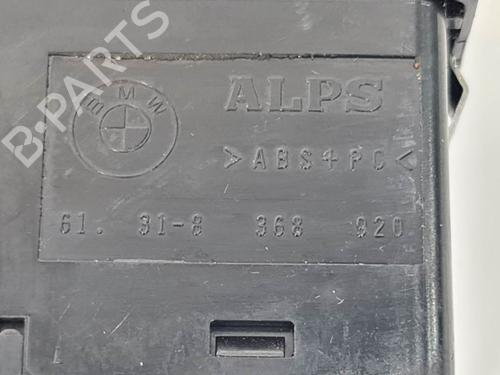 B-PARTS
BMW
ALPS
>ABS+PC<
61. 31-8 368 920